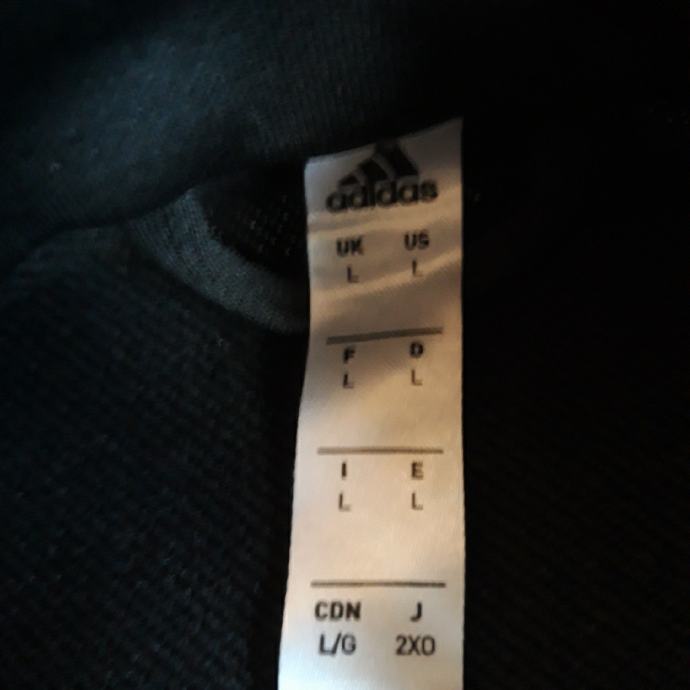 adidas
UK US
L L
F D
L L
I E
L L
CDN J
L/G 2XO